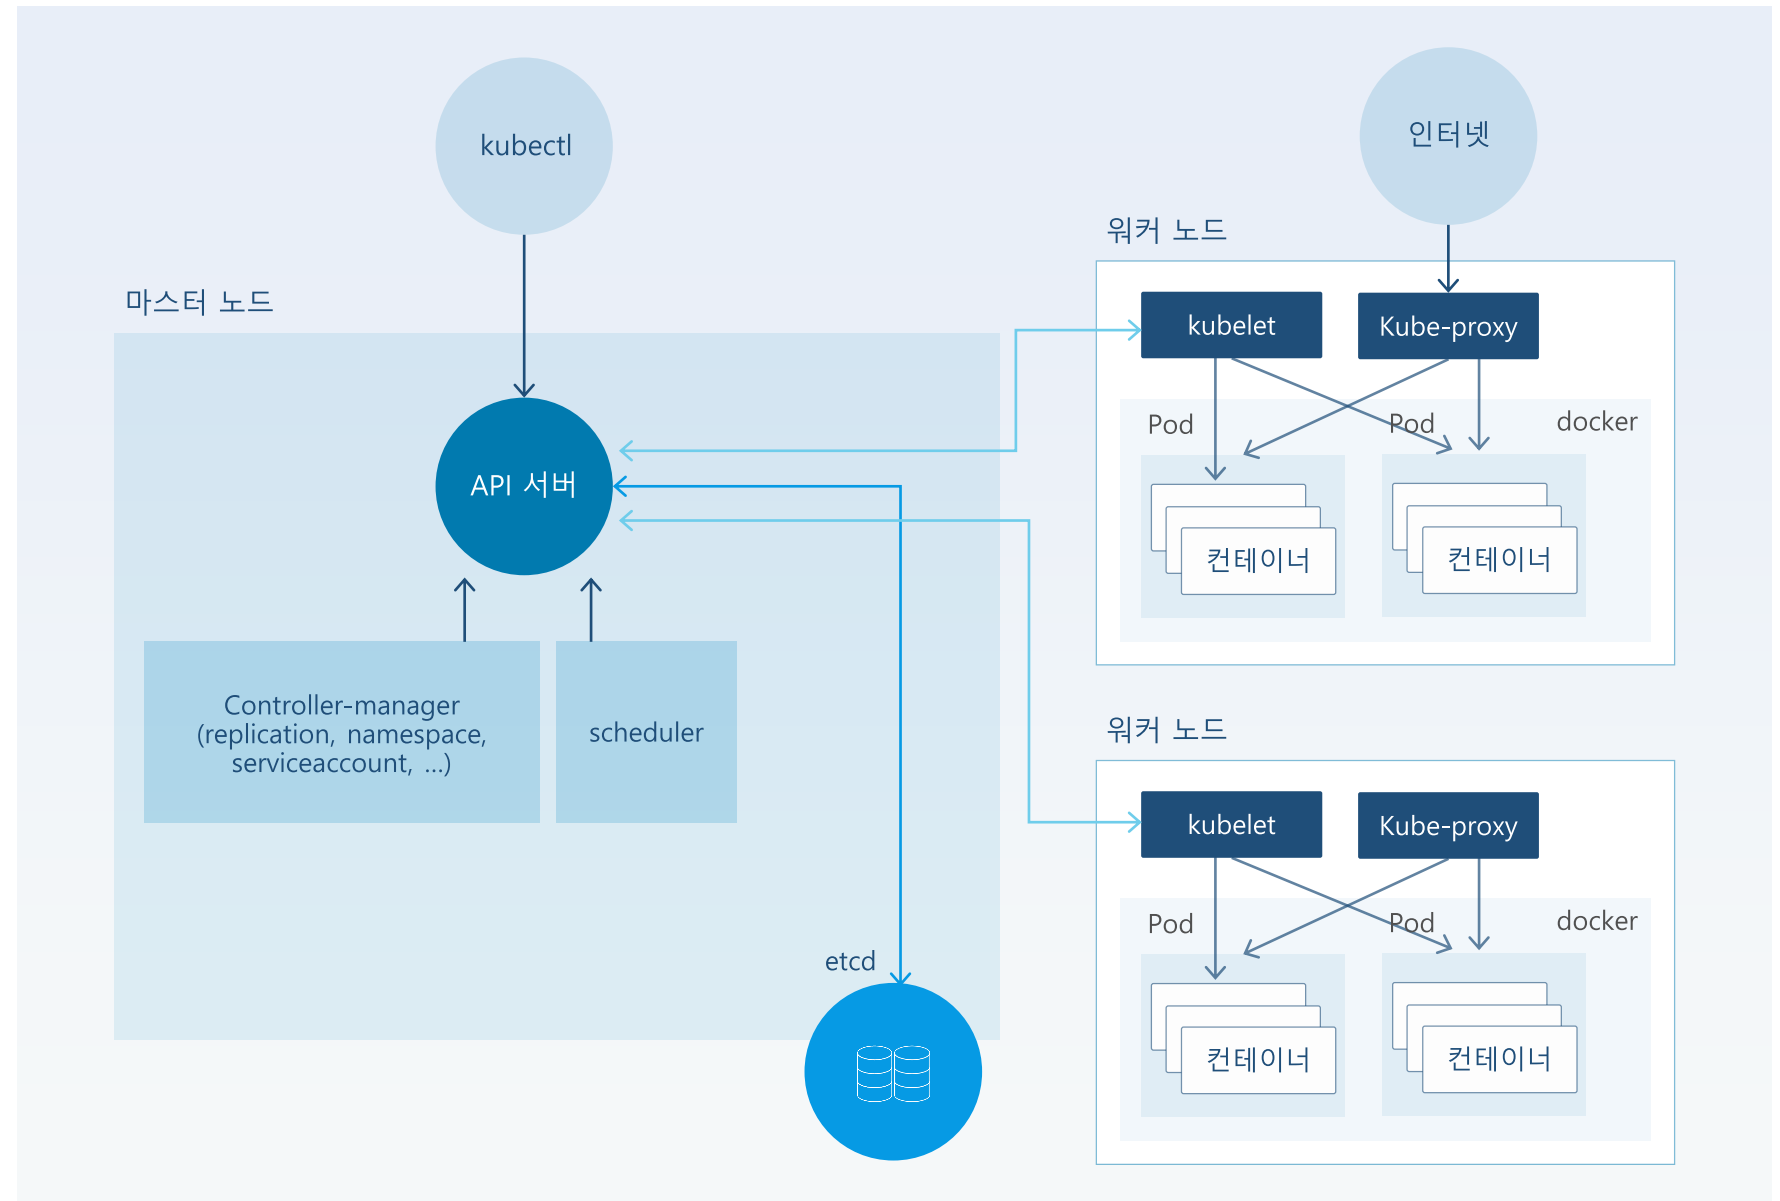 kubectl
인터넷
마스터 노드
API 서버
Controller-manager
(replication, namespace,
serviceaccount, ...)
scheduler
etcd
워커 노드
kubelet
Kube-proxy
Pod
Pod
docker
컨테이너
컨테이너
워커 노드
kubelet
Kube-proxy
Pod
Pod
docker
컨테이너
컨테이너